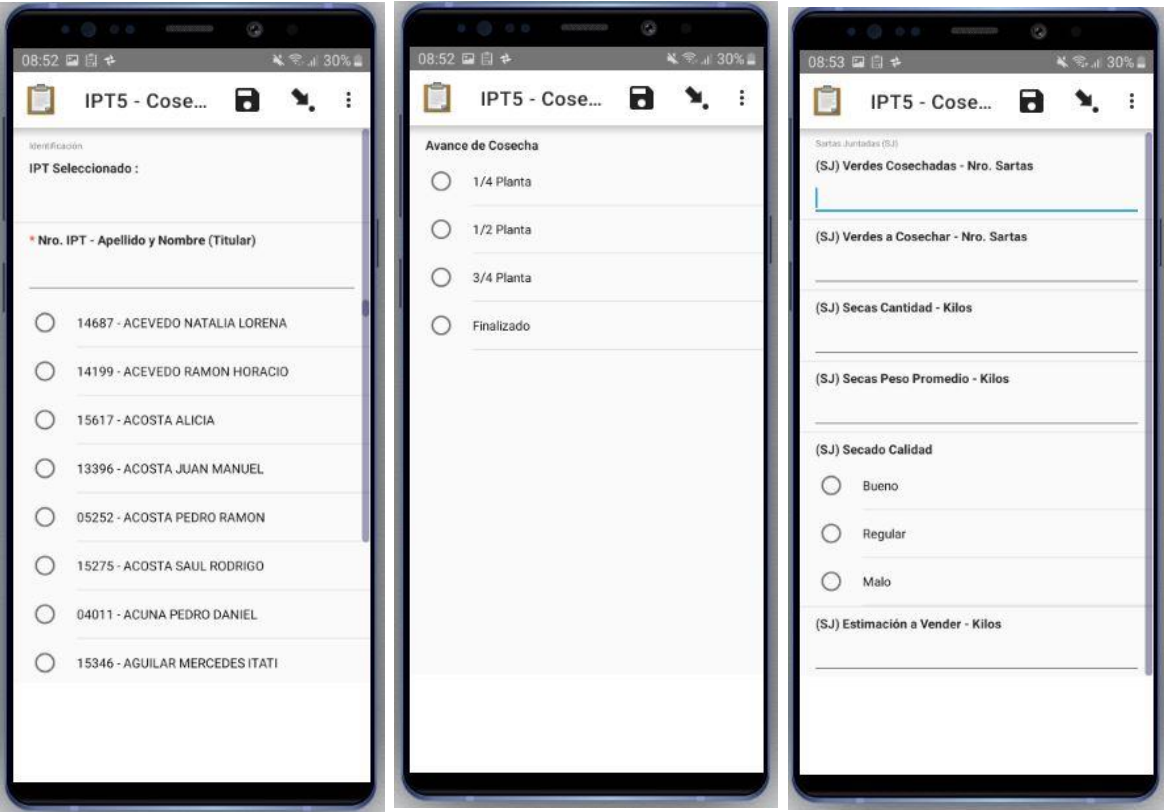 08:52 30%
IPT5 - Cose...
Identificación
IPT Seleccionado :
* Nro. IPT - Apellido y Nombre (Titular)
14687 - ACEVEDO NATALIA LORENA
14199 - ACEVEDO RAMON HORACIO
15617 - ACOSTA ALICIA
13396 - ACOSTA JUAN MANUEL
05252 - ACOSTA PEDRO RAMON
15275 - ACOSTA SAUL RODRIGO
04011 - ACUNA PEDRO DANIEL
15346 - AGUILAR MERCEDES ITATI
08:52 30%
IPT5 - Cose...
Avance de Cosecha
1/4 Planta
1/2 Planta
3/4 Planta
Finalizado
08:53 30%
IPT5 - Cose...
Sartas Juntadas (SJ)
(SJ) Verdes Cosechadas - Nro. Sartas
(SJ) Verdes a Cosechar - Nro. Sartas
(SJ) Secas Cantidad - Kilos
(SJ) Secas Peso Promedio - Kilos
(SJ) Secado Calidad
Bueno
Regular
Malo
(SJ) Estimación a Vender - Kilos